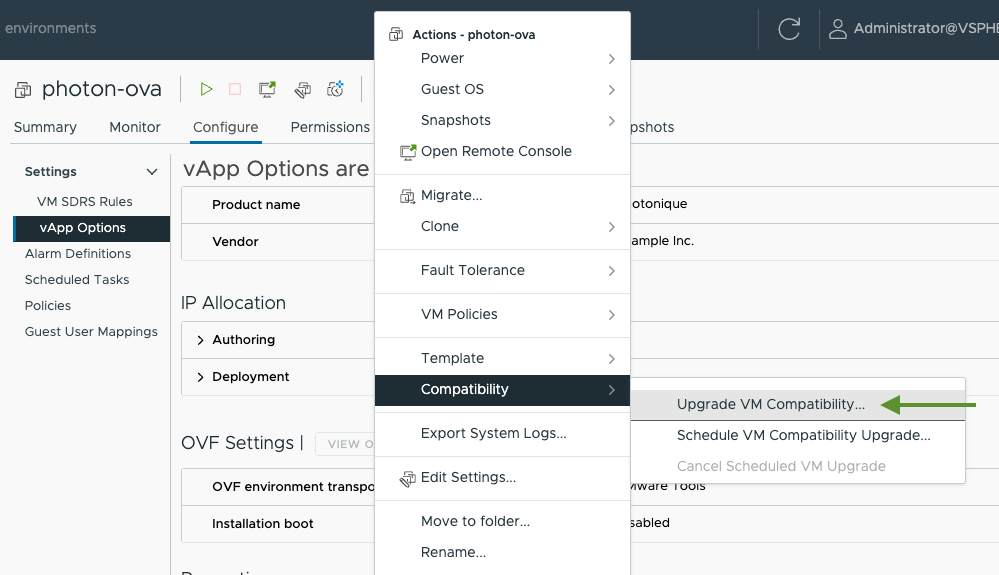 environments
Administrator@VSPHE
photon-ova
Summary
Monitor
Configure
Permissions
pshots
Settings
VM SDRS Rules
vApp Options
Alarm Definitions
Scheduled Tasks
Policies
Guest User Mappings
vApp Options are
Product name
otonique
Vendor
ample Inc.
IP Allocation
Authoring
Deployment
OVF Settings |
VIEW O
OVF environment transpo
Mware Tools
Installation boot
sabled
Actions - photon-ova
Power
Guest OS
Snapshots
Open Remote Console
Migrate...
Clone
Fault Tolerance
VM Policies
Template
Compatibility
Export System Logs...
Edit Settings...
Move to folder...
Rename...
Upgrade VM Compatibility...
Schedule VM Compatibility Upgrade...
Cancel Scheduled VM Upgrade